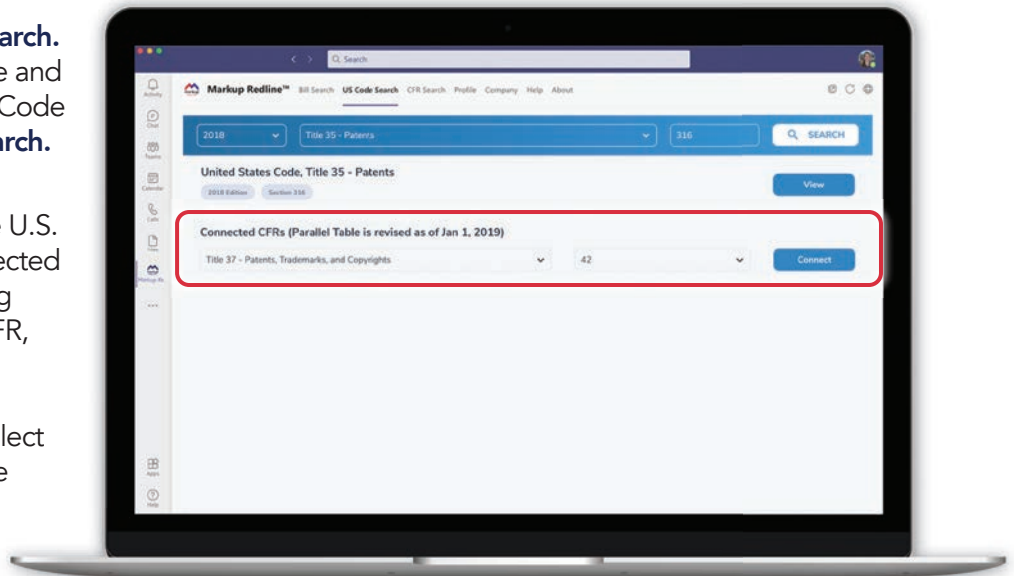 arch.
e and
Code
arch.
U.S.
ected
g
FR,
lect
e
Search
Activity
Chat
Teams
Calendar
Calls
Files
Markup Re..
...
Apps
Help
Markup Redline™ Bill Search US Code Search CFR Search Profile Company Help About
2018 Title 35 - Patents 316 SEARCH
United States Code, Title 35 - Patents
2018 Edition Section 316 View
Connected CFRs (Parallel Table is revised as of Jan 1, 2019)
Title 37 - Patents, Trademarks, and Copyrights 42 Connect